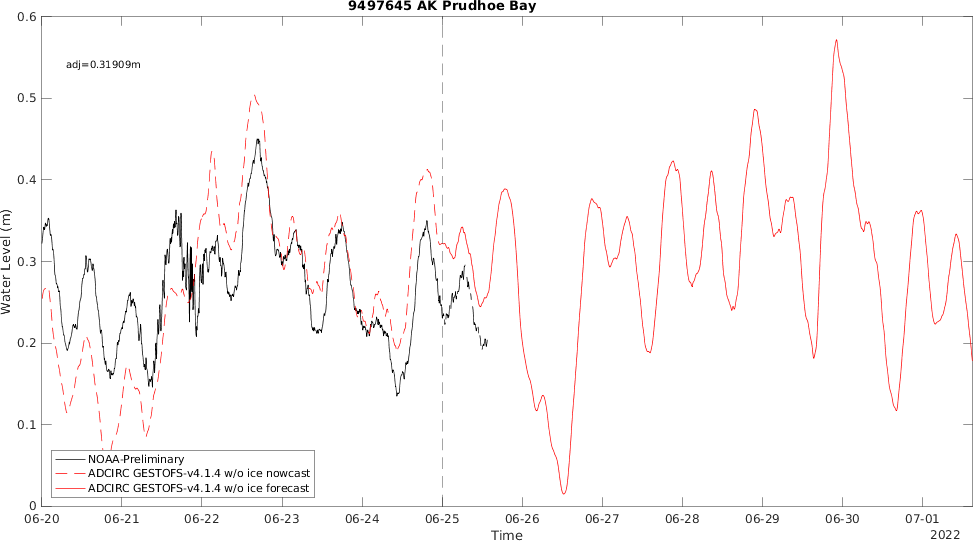 9497645 AK Prudhoe Bay
0.6
0.5
0.4
0.3
0.2
0.1
0
Water Level (m)
adj=0.31909m
NOAA-Preliminary
ADCIRC GESTOFS-v4.1.4 w/o ice nowcast
ADCIRC GESTOFS-v4.1.4 w/o ice forecast
06-20 06-21 06-22 06-23 06-24 06-25 06-26 06-27 06-28 06-29 06-30 07-01
2022
Time